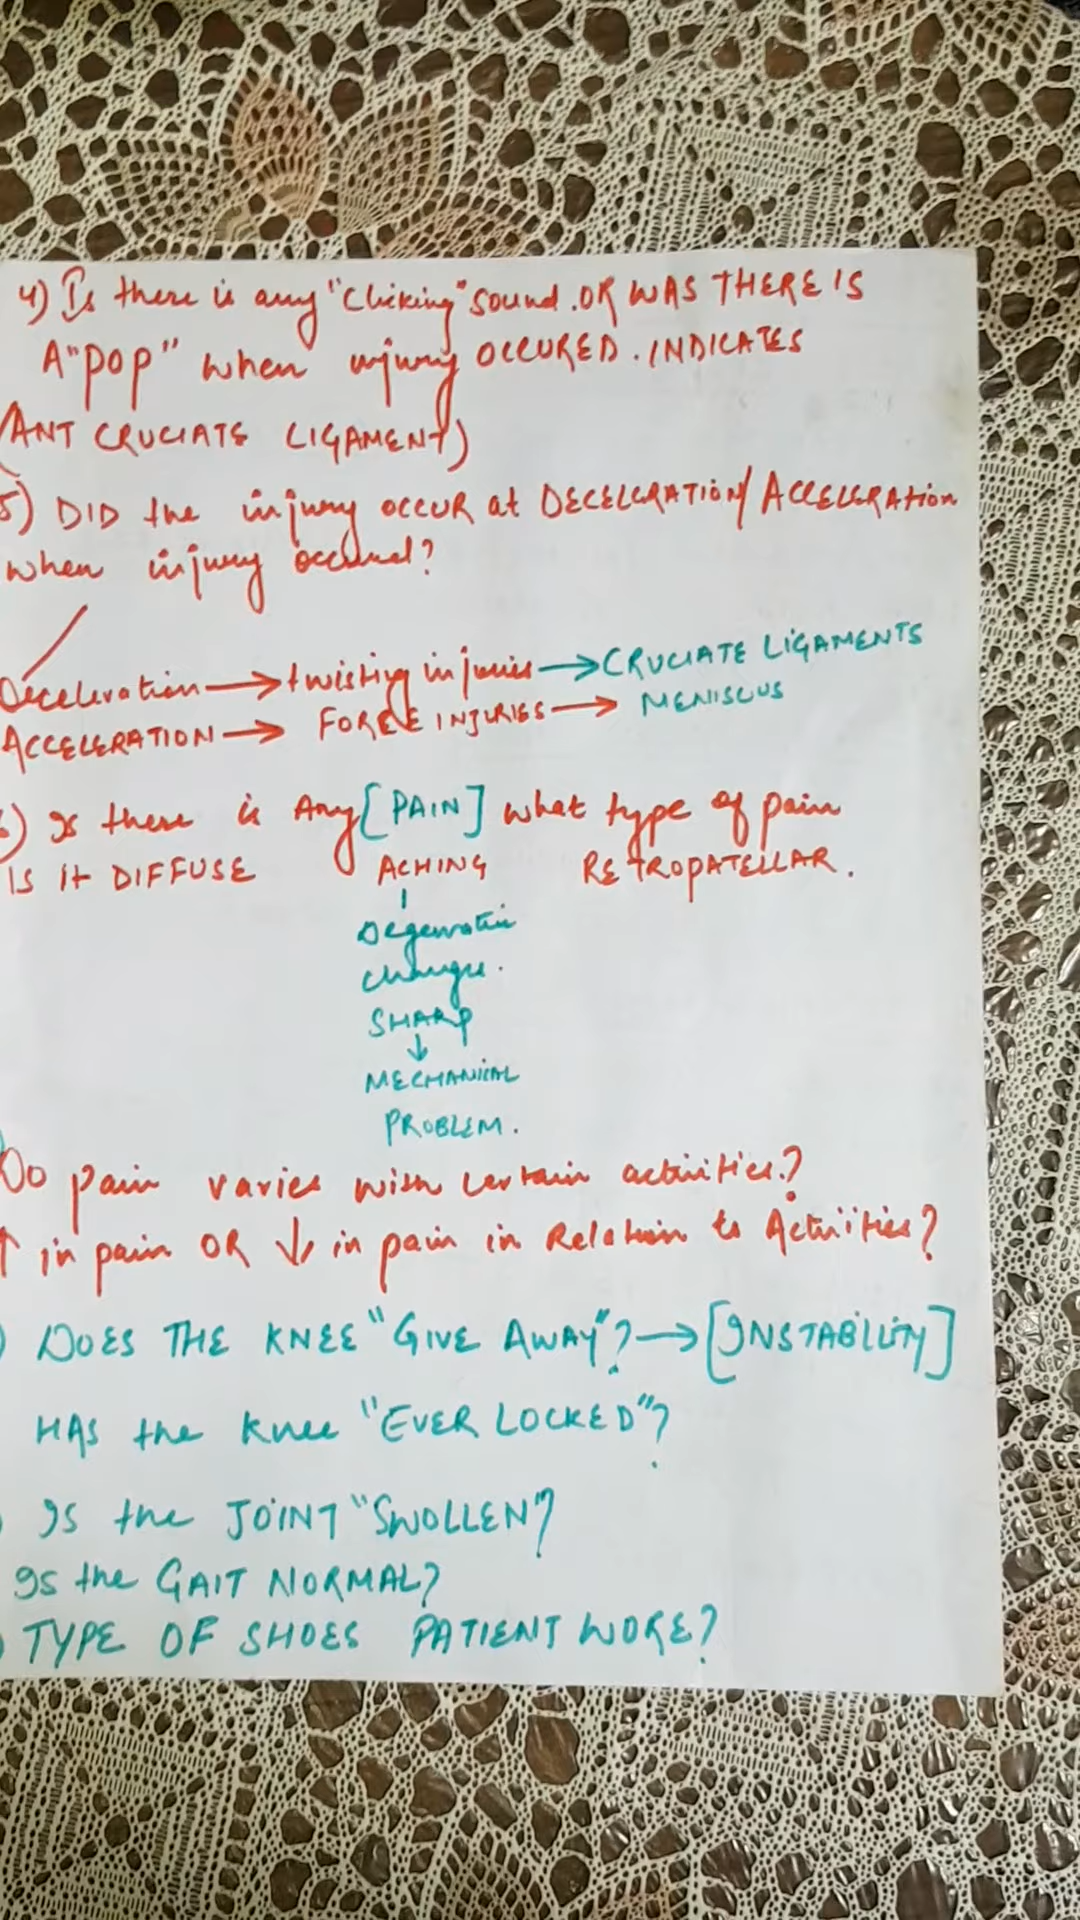 4) Is there is any "clicking" sound. OR WAS THERE IS
A "POP" when injury OCCURED. INDICATES
(ANT CRUCIATE LIGAMENT)
5) DID the injury OCCUR at DECELERATION/ACCELERATION
when injury occured?
Deceleration → twisting injuries → CRUCIATE LIGAMENTS
ACCELERATION → FORCE INJURIES → MENISCUS
) Is there is Any [PAIN] what type of pain
IS It DIFFUSE ACHING RETROPATELLAR.
Degenrative
changes.
SHARP
↓
MECHANICAL
PROBLEM.
Do pain varies with certain activities?
↑ in pain OR ↓ in pain in Relation to Activities?
) DOES THE KNEE "GIVE AWAY"? → [INSTABILITY]
HAS the knee "EVER LOCKED"?
Is the JOINT "SWOLLEN"?
Is the GAIT NORMAL?
) TYPE OF SHOES PATIENT WORE?